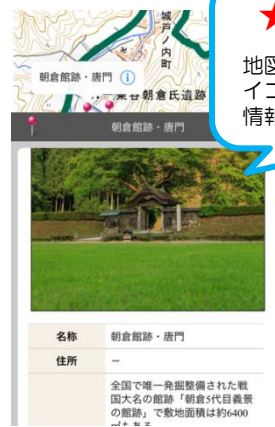 城
戸
ノ
内
町
朝倉館跡・唐門
谷朝倉氏遺跡
地図
イコ
情報
朝倉館跡・唐門
名称 朝倉館跡・唐門
住所 －
全国で唯一発掘整備された戦
国大名の館跡「朝倉5代目義景
の館跡」で敷地面積は約6400
㎡もある